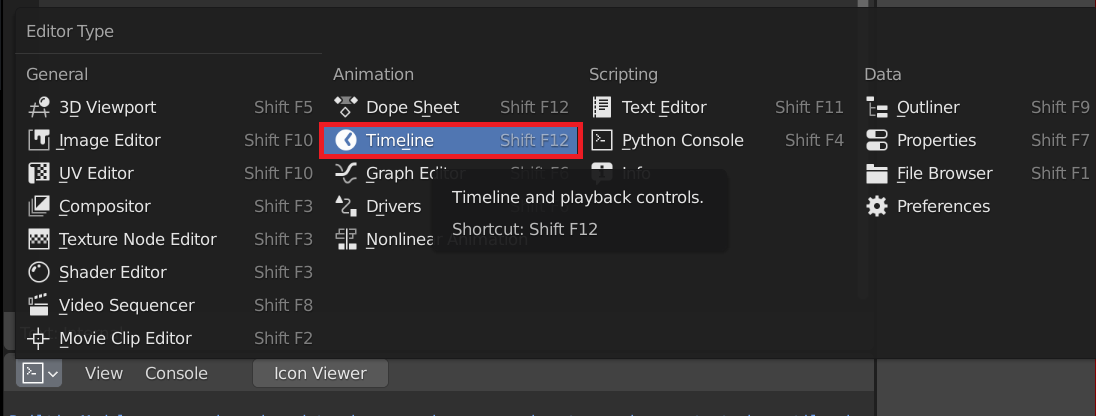 Editor Type
General
3D Viewport Shift F5
Image Editor Shift F10
UV Editor Shift F10
Compositor Shift F3
Texture Node Editor Shift F3
Shader Editor Shift F3
Video Sequencer Shift F8
Movie Clip Editor Shift F2
Animation
Dope Sheet Shift F12
Timeline Shift F12
Graph Editor Shift F6
Drivers
Nonlinear Animation
Scripting
Text Editor Shift F11
Python Console Shift F4
Info
Data
Outliner Shift F9
Properties Shift F7
File Browser Shift F1
Preferences
Timeline and playback controls.
Shortcut: Shift F12
View Console Icon Viewer